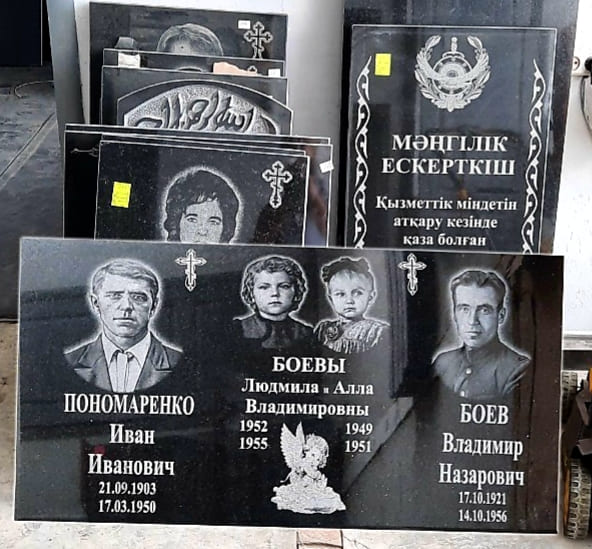 МӘҢГІЛІК
ЕСКЕРТКІШ
Қызметтік міндетін
атқару кезінде
қаза болған
ПОНОМАРЕНКО
Иван
Иванович
21.09.1903
17.03.1950
БОЕВЫ
Людмила и Алла
Владимировны
1952 1949
1955 1951
БОЕВ
Владимир
Назарович
17.10.1921
14.10.1956